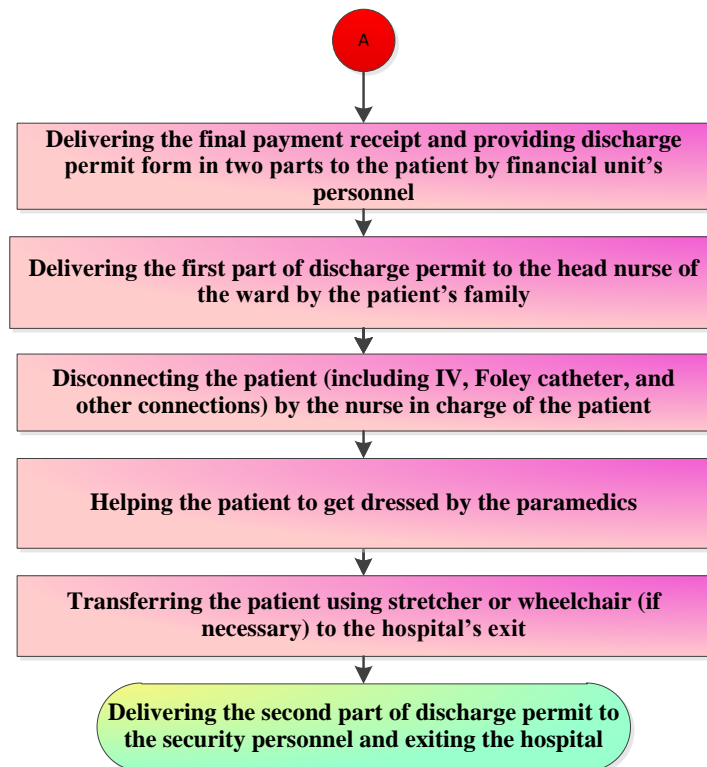 A
Delivering the final payment receipt and providing discharge
permit form in two parts to the patient by financial unit’s
personnel
Delivering the first part of discharge permit to the head nurse of
the ward by the patient’s family
Disconnecting the patient (including IV, Foley catheter, and
other connections) by the nurse in charge of the patient
Helping the patient to get dressed by the paramedics
Transferring the patient using stretcher or wheelchair (if
necessary) to the hospital’s exit
Delivering the second part of discharge permit to
the security personnel and exiting the hospital